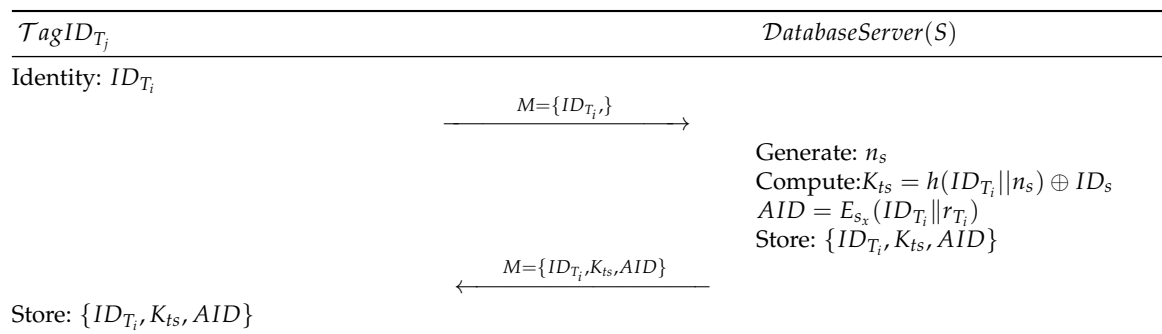 𝒯agID_{T_j} 𝒟atabaseServer(S)
Identity: ID_{T_i}
M={ID_{T_i},}
Generate: n_s
Compute:K_{ts} = h(ID_{T_i}||n_s) ⊕ ID_s
AID = E_{s_x}(ID_{T_i}∥r_{T_i})
Store: {ID_{T_i}, K_{ts}, AID}
M={ID_{T_i},K_{ts},AID}
Store: {ID_{T_i}, K_{ts}, AID}